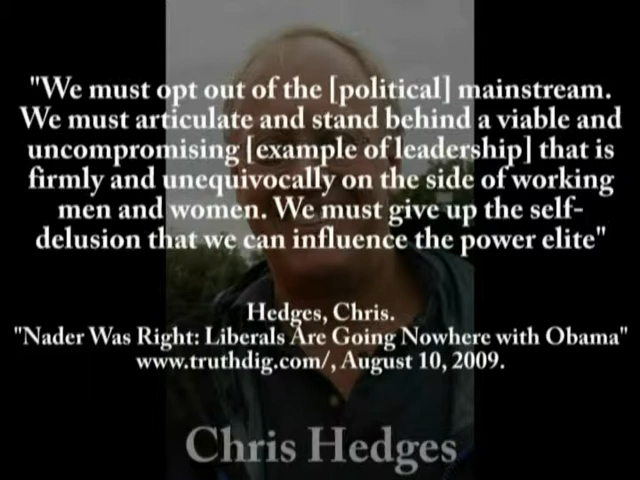 "We must opt out of the [political] mainstream.
We must articulate and stand behind a viable and
uncompromising [example of leadership] that is
firmly and unequivocally on the side of working
men and women. We must give up the self-
delusion that we can influence the power elite"
Hedges, Chris.
"Nader Was Right: Liberals Are Going Nowhere with Obama"
www.truthdig.com/, August 10, 2009.
Chris Hedges